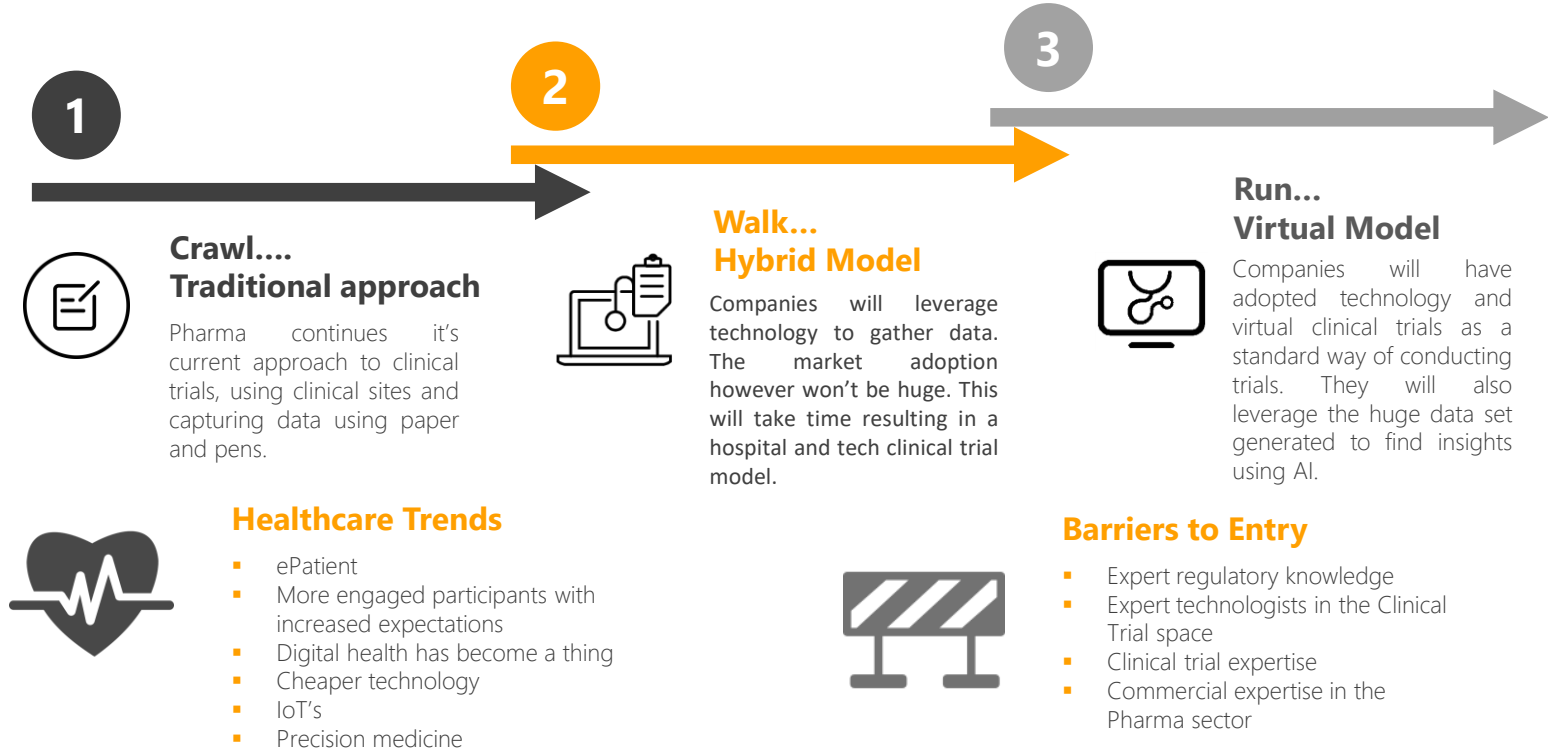 1
2
3
Crawl....
Traditional approach
Pharma continues it's
current approach to clinical
trials, using clinical sites and
capturing data using paper
and pens.
Walk...
Hybrid Model
Companies will leverage
technology to gather data.
The market adoption
however won't be huge. This
will take time resulting in a
hospital and tech clinical trial
model.
Run...
Virtual Model
Companies will have
adopted technology and
virtual clinical trials as a
standard way of conducting
trials. They will also
leverage the huge data set
generated to find insights
using AI.
Healthcare Trends
▪ ePatient
▪ More engaged participants with
increased expectations
▪ Digital health has become a thing
▪ Cheaper technology
▪ IoT's
▪ Precision medicine
Barriers to Entry
▪ Expert regulatory knowledge
▪ Expert technologists in the Clinical
Trial space
▪ Clinical trial expertise
▪ Commercial expertise in the
Pharma sector